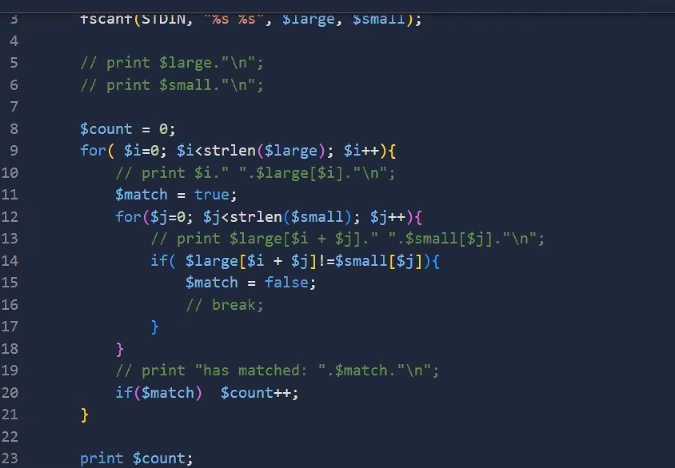 3 fscanf(STDIN, "%s %s", $large, $small);
4
5 // print $large."\n";
6 // print $small."\n";
7
8 $count = 0;
9 for( $i=0; $i<strlen($large); $i++){
10 // print $i." ".$large[$i]."\n";
11 $match = true;
12 for($j=0; $j<strlen($small); $j++){
13 // print $large[$i + $j]." ".$small[$j]."\n";
14 if( $large[$i + $j]!=$small[$j]){
15 $match = false;
16 // break;
17 }
18 }
19 // print "has matched: ".$match."\n";
20 if($match)  $count++;
21 }
22
23 print $count;